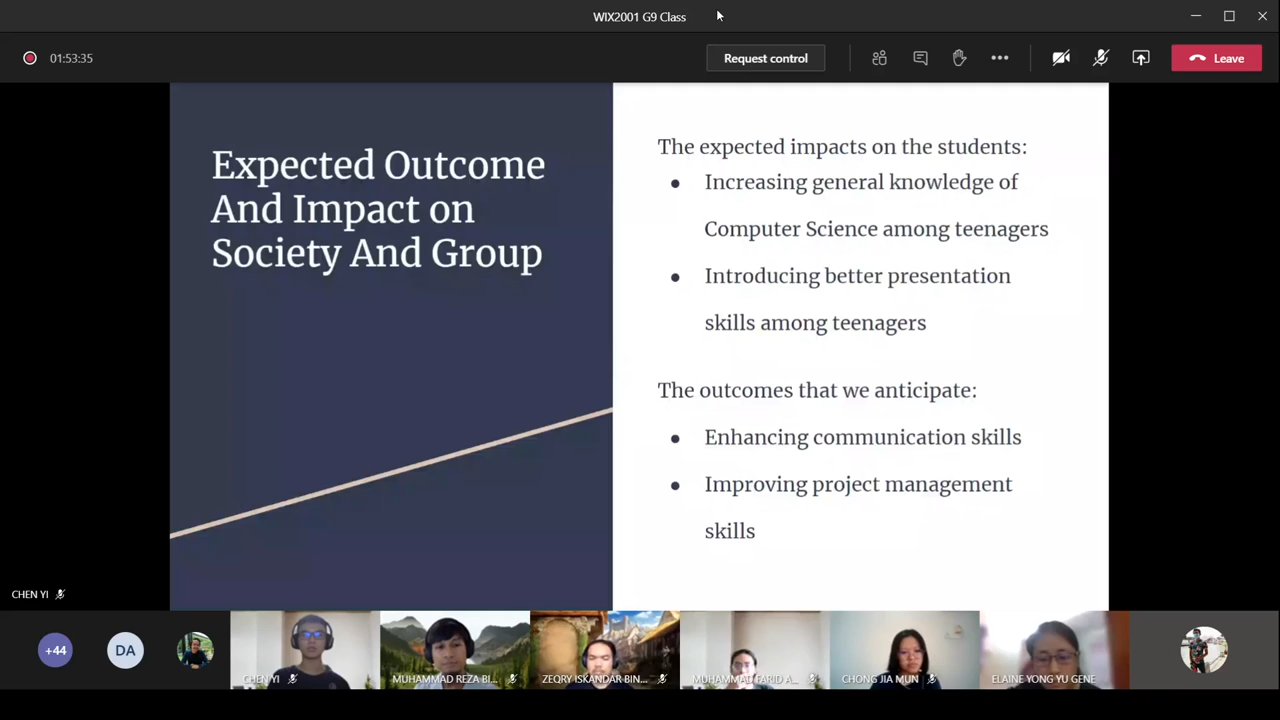 WIX2001 G9 Class
01:53:35
Request control
Leave
Expected Outcome
And Impact on
Society And Group
The expected impacts on the students:
● Increasing general knowledge of
Computer Science among teenagers
● Introducing better presentation
skills among teenagers
The outcomes that we anticipate:
● Enhancing communication skills
● Improving project management
skills
CHEN YI
+44
DA
CHEN YI
MUHAMMAD REZA BI...
ZEQRY ISKANDAR BIN...
MUHAMMAD FARID A...
CHONG JIA MUN
ELAINE YONG YU GENE